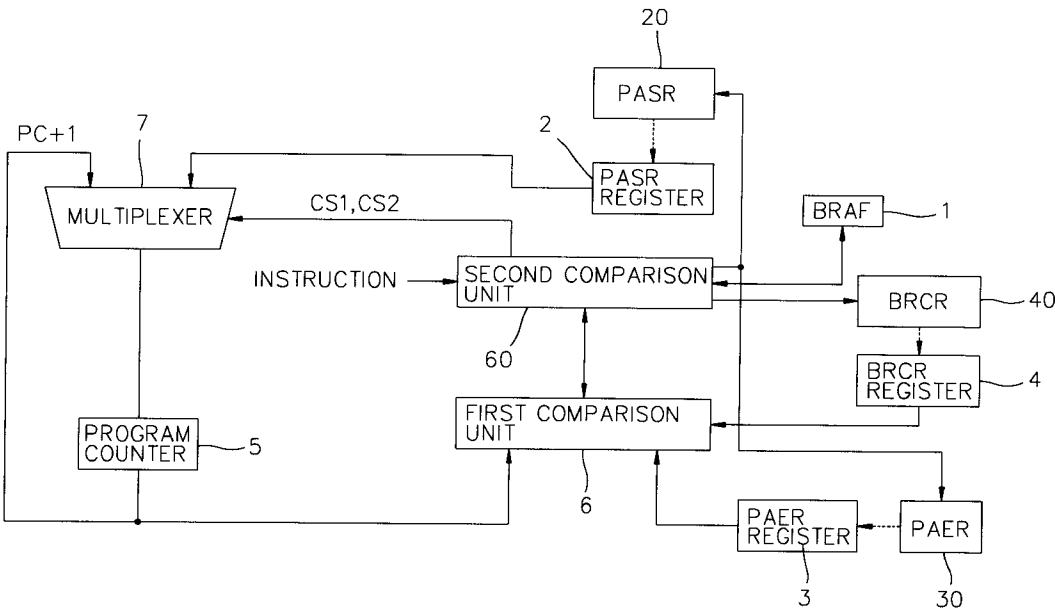 20
PASR
PC+1
7
2
PASR
REGISTER
MULTIPLEXER
CS1,CS2
BRAF
1
INSTRUCTION
SECOND COMPARISON
UNIT
BRCR
40
60
BRCR
REGISTER
4
FIRST COMPARISON
UNIT
PROGRAM
COUNTER
5
6
PAER
REGISTER
PAER
3
30